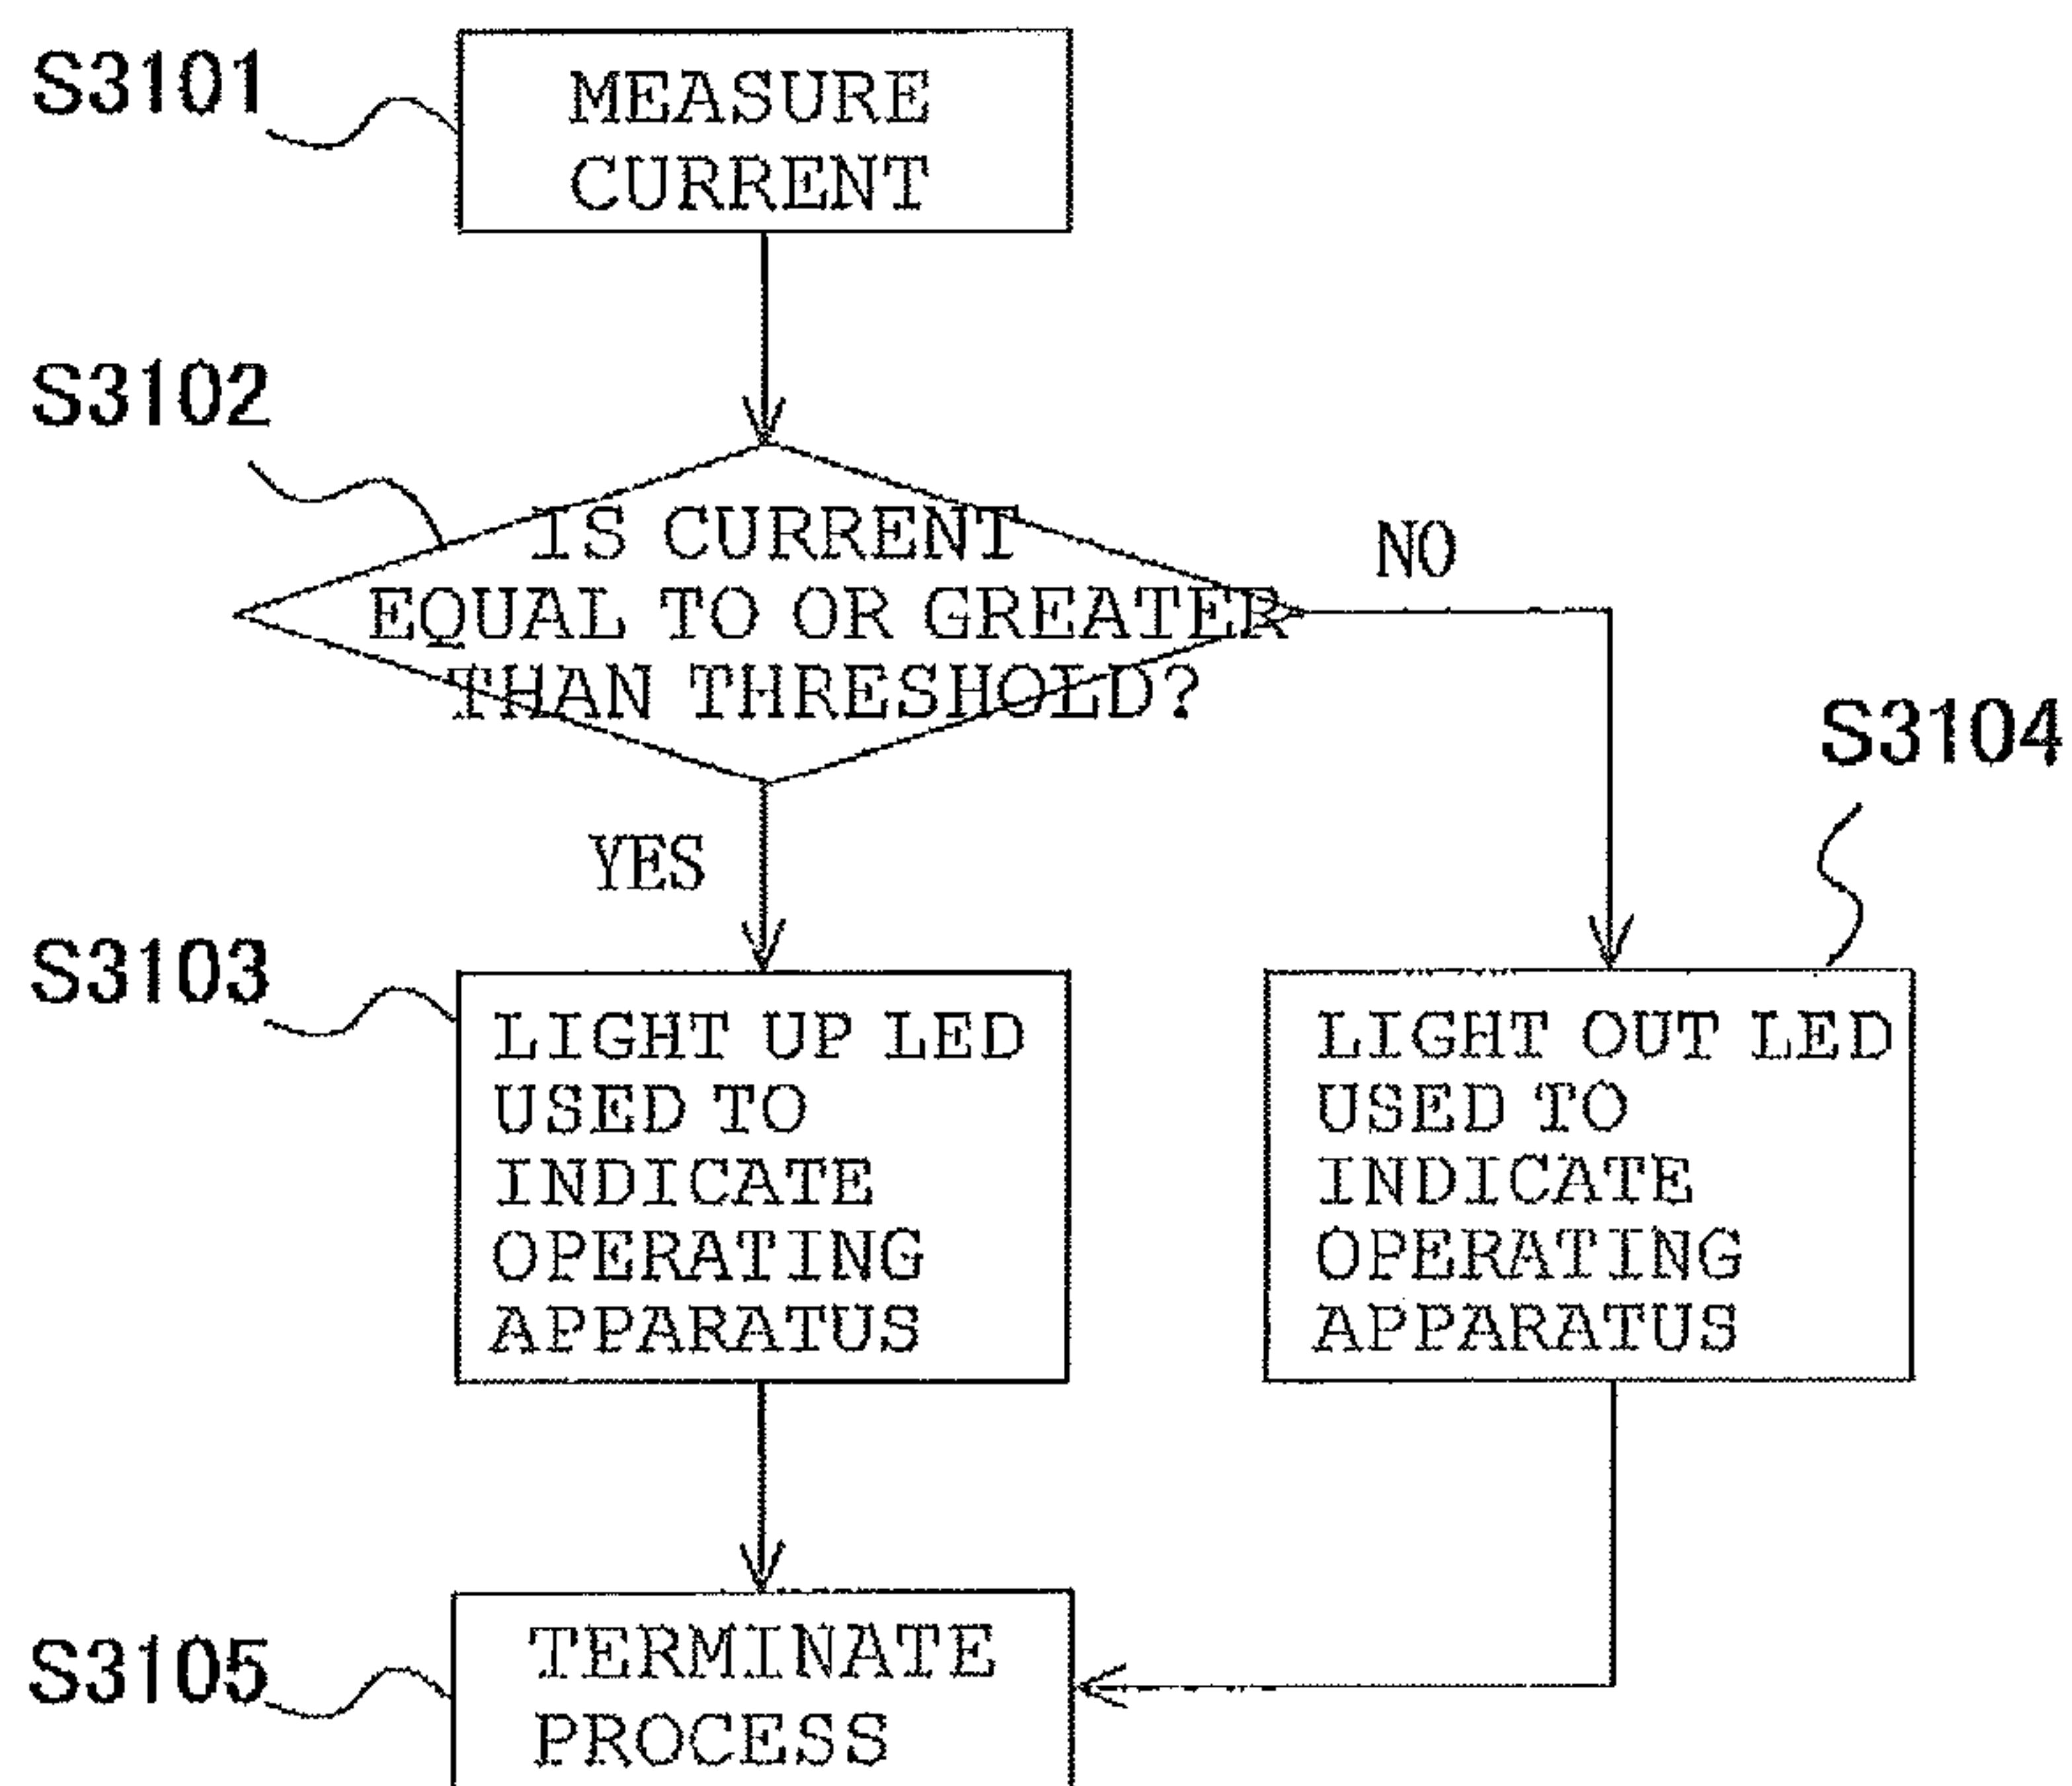 S3101
MEASURE
CURRENT
S3102
IS CURRENT
EQUAL TO OR GREATER
THAN THRESHOLD?
NO
YES
S3103
LIGHT UP LED
USED TO
INDICATE
OPERATING
APPARATUS
S3104
LIGHT OUT LED
USED TO
INDICATE
OPERATING
APPARATUS
S3105
TERMINATE
PROCESS